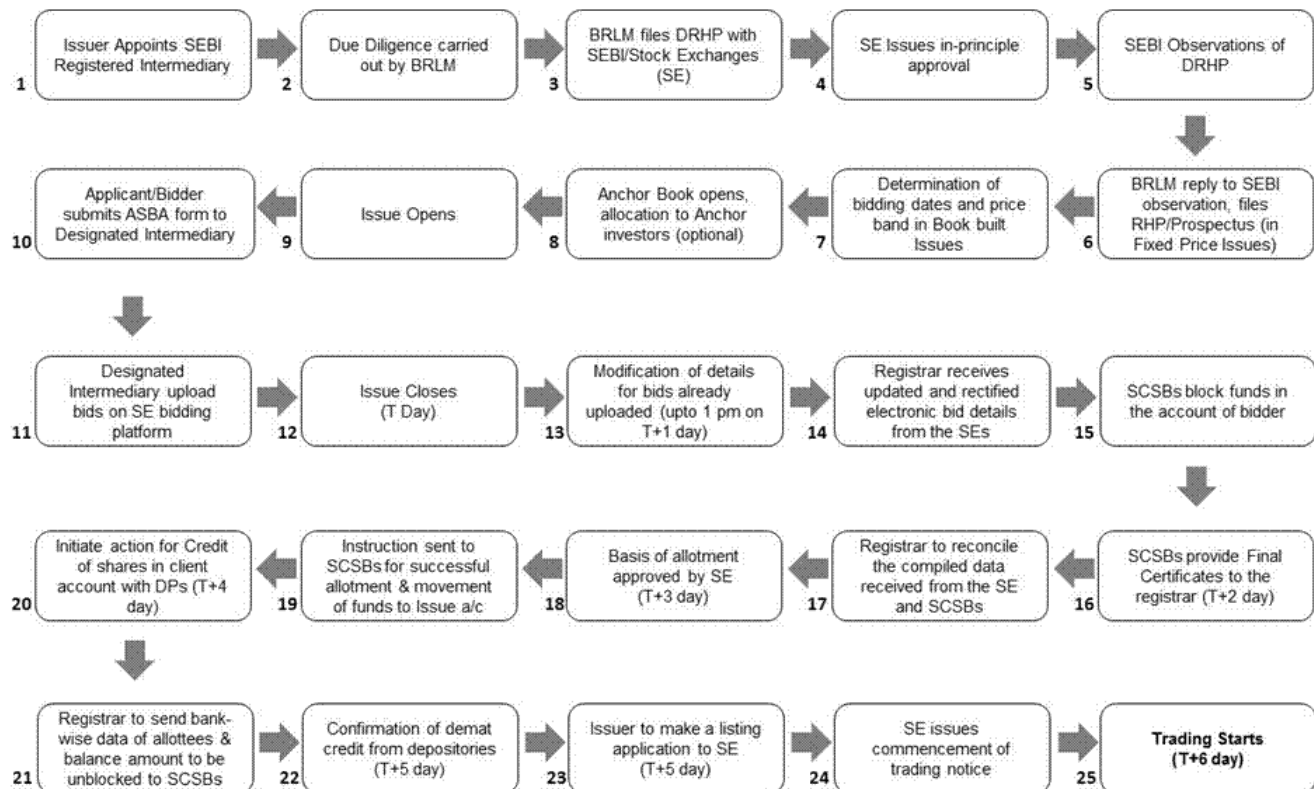 Issuer Appoints SEBI
Registered Intermediary
1
Due Diligence carried
out by BRLM
2
BRLM files DRHP with
SEBI/Stock Exchanges
(SE)
3
SE Issues in-principle
approval
4
SEBI Observations of
DRHP
5
BRLM reply to SEBI
observation, files
RHP/Prospectus (in
Fixed Price Issues)
6
Determination of
bidding dates and price
band in Book built
Issues
7
Anchor Book opens,
allocation to Anchor
investors (optional)
8
Issue Opens
9
Applicant/Bidder
submits ASBA form to
Designated Intermediary
10
Designated
Intermediary upload
bids on SE bidding
platform
11
Issue Closes
(T Day)
12
Modification of details
for bids already
uploaded (upto 1 pm on
T+1 day)
13
Registrar receives
updated and rectified
electronic bid details
from the SEs
14
SCSBs block funds in
the account of bidder
15
SCSBs provide Final
Certificates to the
registrar (T+2 day)
16
Registrar to reconcile
the compiled data
received from the SE
and SCSBs
17
Basis of allotment
approved by SE
(T+3 day)
18
Instruction sent to
SCSBs for successful
allotment & movement
of funds to Issue a/c
19
Initiate action for Credit
of shares in client
account with DPs (T+4
day)
20
Registrar to send bank-
wise data of allottees &
balance amount to be
unblocked to SCSBs
21
Confirmation of demat
credit from depositories
(T+5 day)
22
Issuer to make a listing
application to SE
(T+5 day)
23
SE issues
commencement of
trading notice
24
Trading Starts
(T+6 day)
25